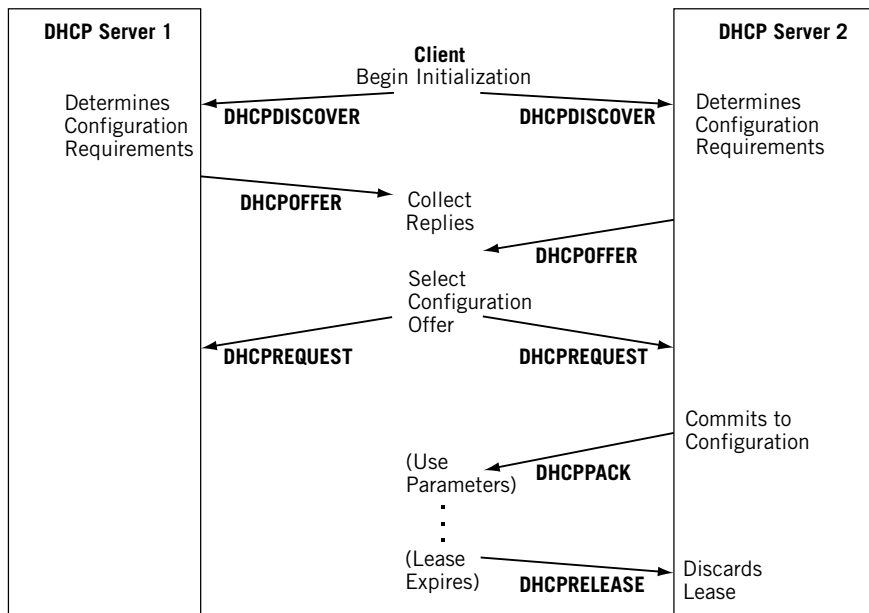 DHCP Server 1
Client
DHCP Server 2
Begin Initialization
Determines
Configuration
Requirements
DHCPDISCOVER
DHCPDISCOVER
Determines
Configuration
Requirements
DHCPOFFER
Collect
Replies
DHCPOFFER
Select
Configuration
Offer
DHCPREQUEST
DHCPREQUEST
Commits to
Configuration
(Use
Parameters)
DHCPPACK
(Lease
Expires)
DHCPRELEASE
Discards
Lease